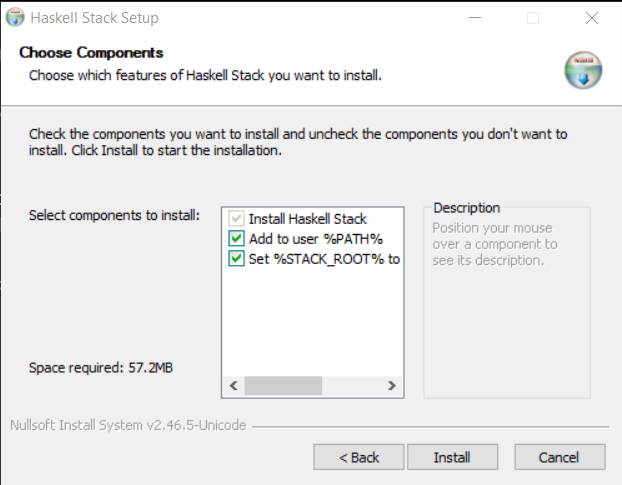 Haskell Stack Setup
Choose Components
Choose which features of Haskell Stack you want to install.
Check the components you want to install and uncheck the components you don't want to
install. Click Install to start the installation.
Select components to install:
Install Haskell Stack
Add to user %PATH%
Set %STACK_ROOT% to
Description
Position your mouse
over a component to
see its description.
Space required: 57.2MB
Nullsoft Install System v2.46.5-Unicode
< Back
Install
Cancel